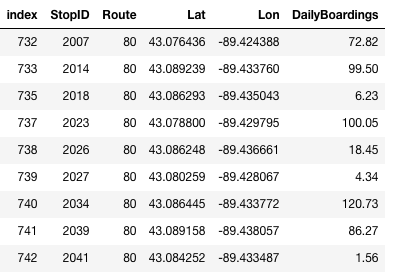 index StopID Route Lat Lon DailyBoardings
732 2007 80 43.076436 -89.424388 72.82
733 2014 80 43.089239 -89.433760 99.50
735 2018 80 43.086293 -89.435043 6.23
737 2023 80 43.078800 -89.429795 100.05
738 2026 80 43.086248 -89.436661 18.45
739 2027 80 43.080259 -89.428067 4.34
740 2034 80 43.086445 -89.433772 120.73
741 2039 80 43.089158 -89.438057 86.27
742 2041 80 43.084252 -89.433487 1.56